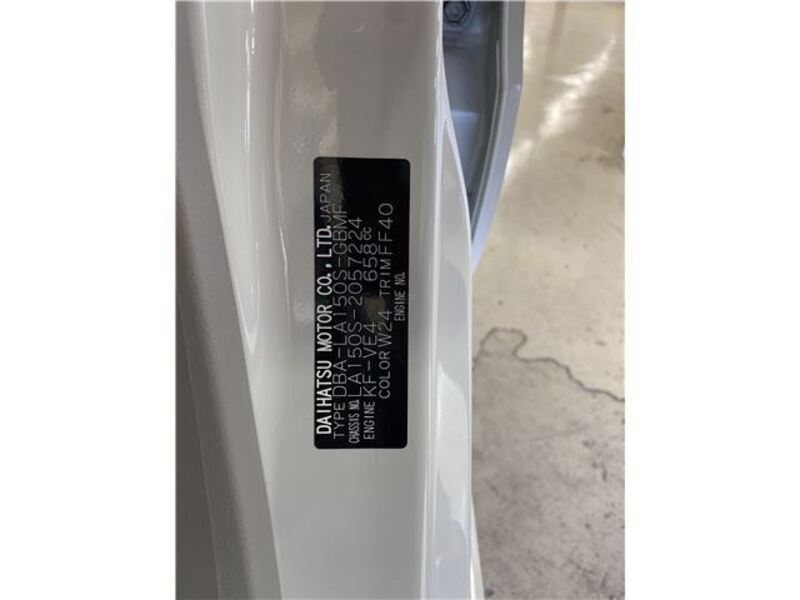 DAIHATSU MOTOR CO., LTD. JAPAN
TYPE DBA-LA150S-GBMF
CHASSIS NO. LA150S-2057224
ENGINE KF-VE4 658cc
COLOR W24 TRIM FF40
ENGINE NO.